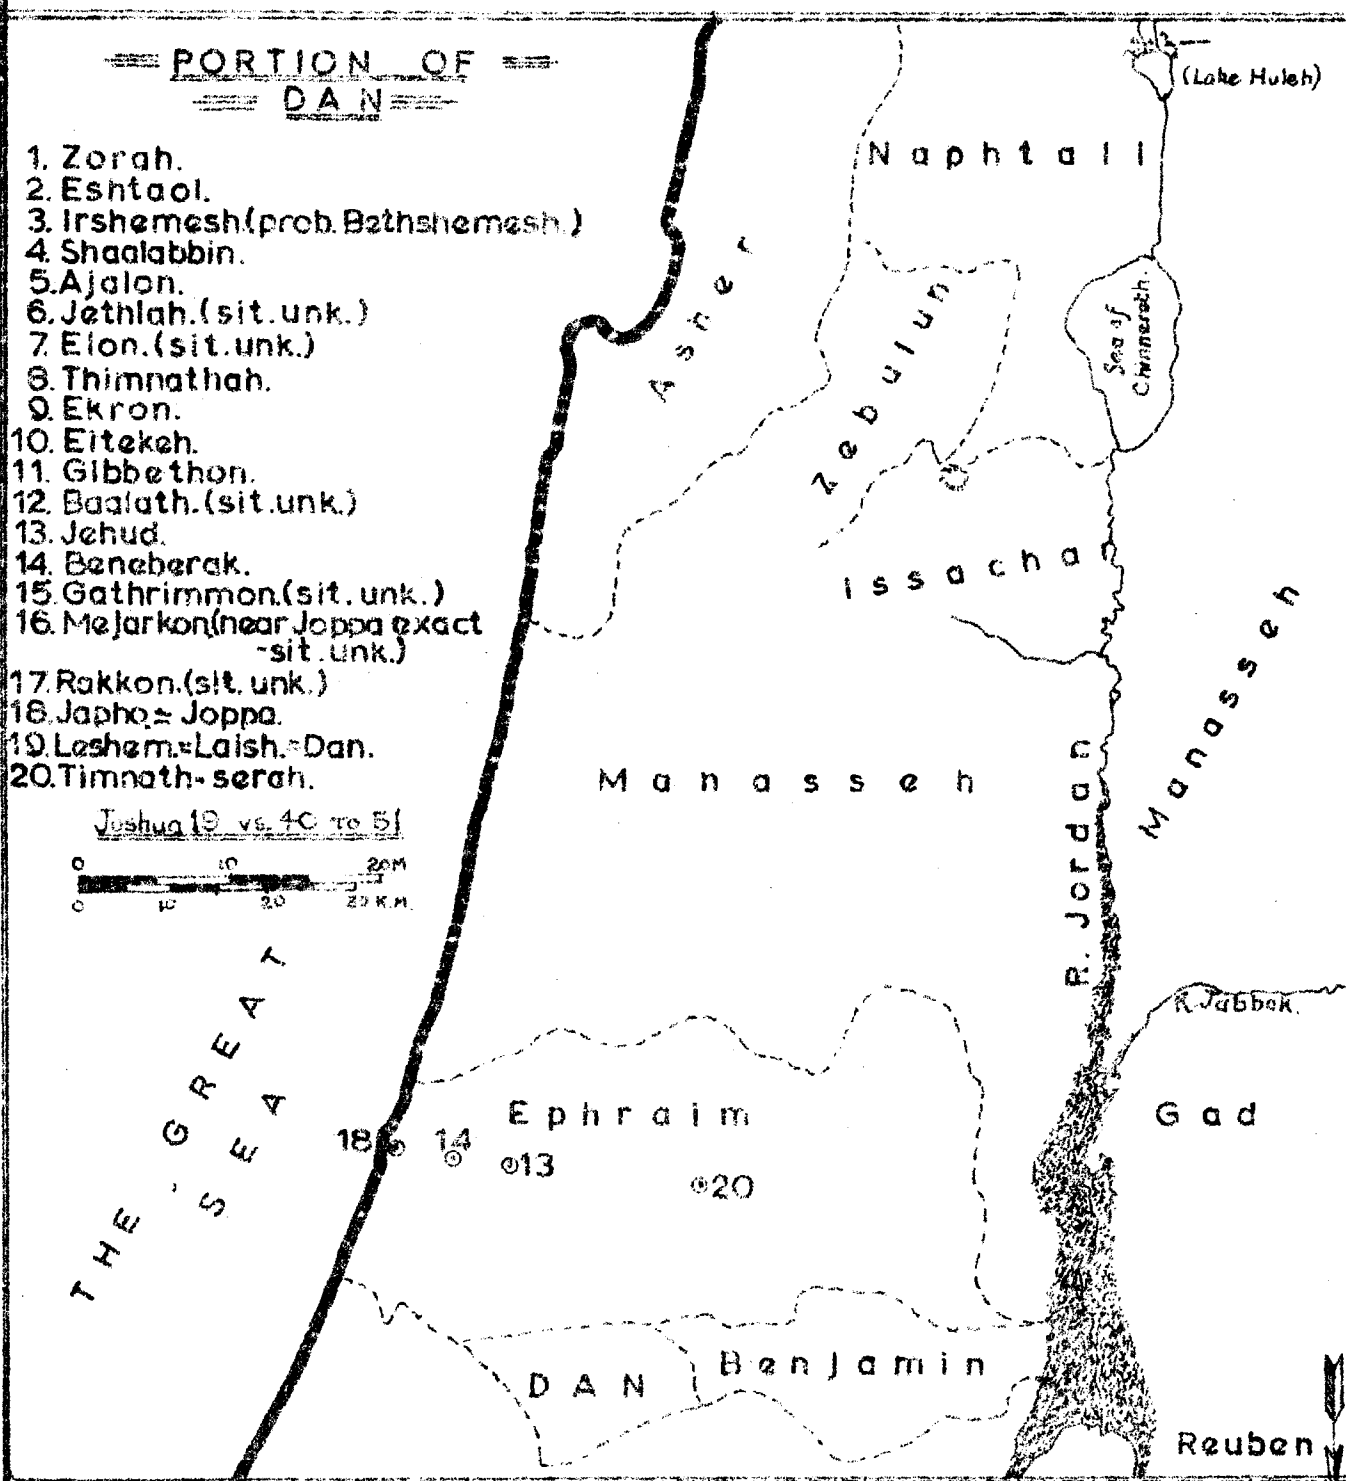 PORTION OF
DAN
1. Zorah.
2. Eshtaol.
3. Irshemesh.(prob. Bethshemesh.)
4. Shaalabbin.
5. Ajalon.
6. Jethlah.(sit.unk.)
7. Elon.(sit.unk.)
8. Thimnathah.
9. Ekron.
10. Eltekeh.
11. Gibbethon.
12. Baalath.(sit.unk.)
13. Jehud.
14. Beneberak.
15. Gathrimmon.(sit.unk.)
16. Mejarkon(near Joppa exact
-sit.unk.)
17. Rakkon.(sit. unk.)
18. Japho.= Joppa.
19. Leshem.=Laish.=Dan.
20. Timnath-serah.
Joshua 19 vs. 40 To 51
0 10 20M
0 10 20 30 K.M.
(Lake Huleh)
Naphtali
Asher
Zebulun
Sea of
Chinnereth.
Issachar
Manasseh
Manasseh
R. Jordan
R. Jabbok.
THE GREAT
SEA
Ephraim
Gad
18
14
13
20
DAN
Benjamin
Reuben